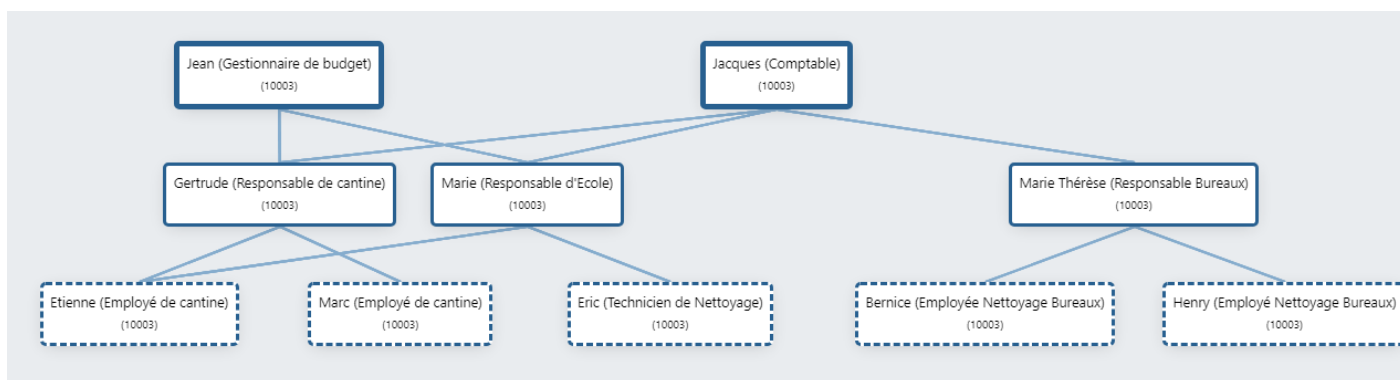 Jean (Gestionnaire de budget)
(10003)
Jacques (Comptable)
(10003)
Gertrude (Responsable de cantine)
(10003)
Marie (Responsable d'Ecole)
(10003)
Marie Thérèse (Responsable Bureaux)
(10003)
Etienne (Employé de cantine)
(10003)
Marc (Employé de cantine)
(10003)
Eric (Technicien de Nettoyage)
(10003)
Bernice (Employée Nettoyage Bureaux)
(10003)
Henry (Employé Nettoyage Bureaux)
(10003)